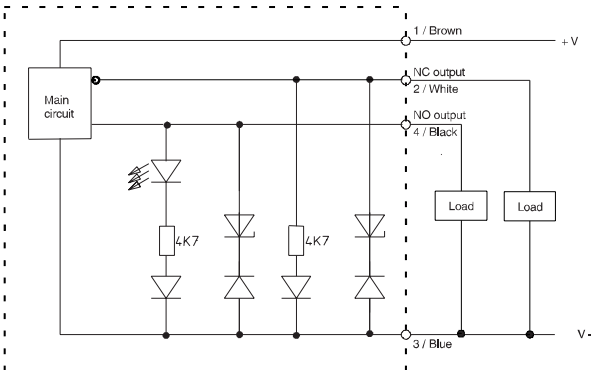 1 / Brown
+ V
NC output
2 / White
Main
circuit
NO output
4 / Black
Load
Load
4K7
4K7
3 / Blue
V -